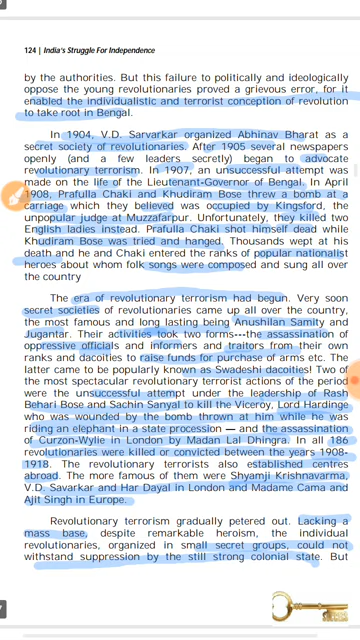 124 | India's Struggle For Independence
by the authorities. But this failure to politically and ideologically
oppose the young revolutionaries proved a grievous error, for it
enabled the individualistic and terrorist conception of revolution
to take root in Bengal.
In 1904, V.D. Sarvarkar organized Abhinav Bharat as a
secret society of revolutionaries. After 1905 several newspapers
openly (and a few leaders secretly) began to advocate
revolutionary terrorism. In 1907, an unsuccessful attempt was
made on the life of the Lieutenant-Governor of Bengal. In April
1908, Prafulla Chaki and Khudiram Bose threw a bomb at a
carriage which they believed was occupied by Kingsford, the
unpopular judge at Muzzafarpur. Unfortunately, they killed two
English ladies instead. Prafulla Chaki shot himself dead while
Khudiram Bose was tried and hanged. Thousands wept at his
death and he and Chaki entered the ranks of popular nationalist
heroes about whom folk songs were composed and sung all over
the country
The era of revolutionary terrorism had begun. Very soon
secret societies of revolutionaries came up all over the country,
the most famous and long lasting being Anushilan Samity and
Jugantar. Their activities took two forms---the assassination of
oppressive officials and informers and traitors from their own
ranks and dacoities to raise funds for purchase of arms etc. The
latter came to be popularly known as Swadeshi dacoities! Two of
the most spectacular revolutionary terrorist actions of the period
were the unsuccessful attempt under the leadership of Rash
Behari Bose and Sachin Sanyal to kill the Viceroy, Lord Hardinge
who was wounded by the bomb thrown at him while he was
riding an elephant in a state procession — and the assassination
of Curzon-Wylie in London by Madan Lal Dhingra. In all 186
revolutionaries were killed or convicted between the years 1908-
1918. The revolutionary terrorists also established centres
abroad. The more famous of them were Shyamji Krishnavarma,
V.D. Savarkar and Har Dayal in London and Madame Cama and
Ajit Singh in Europe.
Revolutionary terrorism gradually petered out. Lacking a
mass base, despite remarkable heroism, the individual
revolutionaries, organized in small secret groups, could not
withstand suppression by the still strong colonial state. But